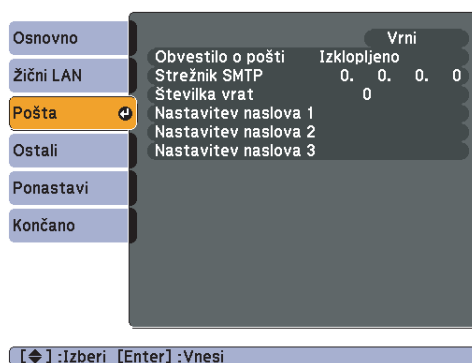 Osnovno
Žični LAN
Pošta
Ostali
Ponastavi
Končano
Vrni
Obvestilo o pošti Izklopljeno
Strežnik SMTP 0. 0. 0. 0
Številka vrat 0
Nastavitev naslova 1
Nastavitev naslova 2
Nastavitev naslova 3
[◆] :Izberi [Enter] :Vnesi